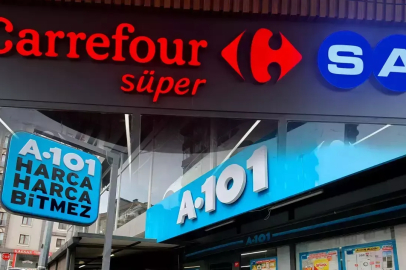 Carrefour SA
süper
A-101
HARCA
HARCA
BİTMEZ
A-101
A-101